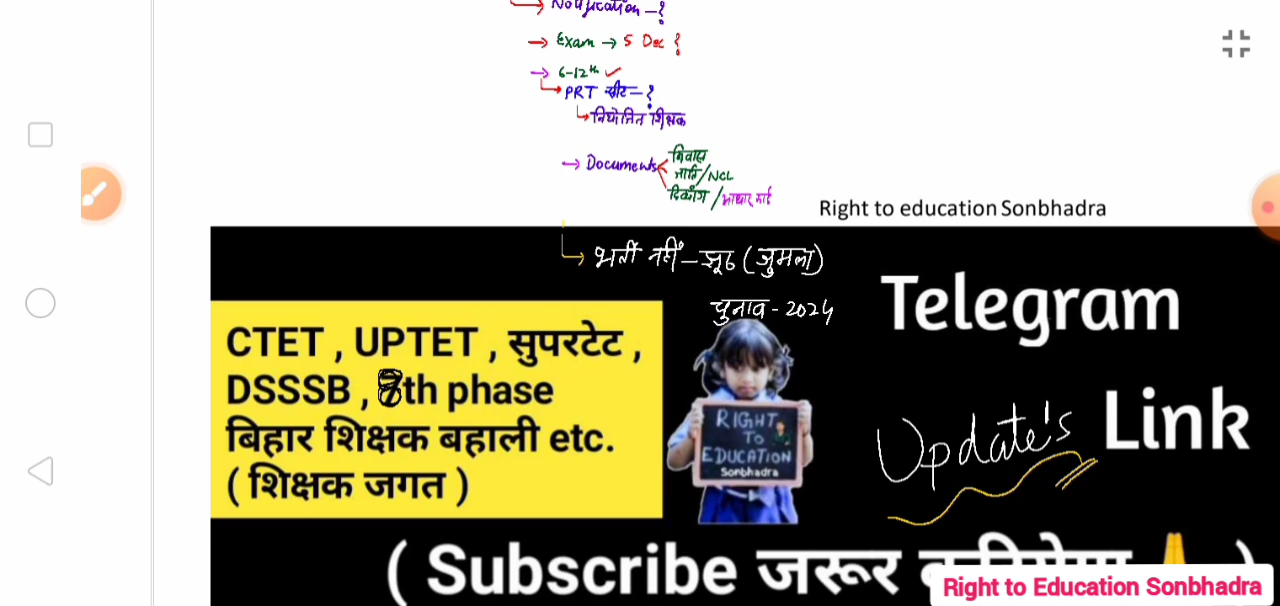 Notification – ?
→ Exam → 5 Dec ?
→ 6-12th ✓
PRT सीट – ?
नियोजित शिक्षक
→ Documents
निवास
जाति/NCL
दिव्यांग/आधार कार्ड
Right to education Sonbhadra
भर्ती नहीं – झूठ (जुमला)
चुनाव - 2024
Telegram
Link
CTET , UPTET , सुपरटेट ,
DSSSB , 8th phase
बिहार शिक्षक बहाली etc.
( शिक्षक जगत )
RIGHT
TO
EDUCATION
Sonbhadra
Update's
( Subscribe जरूर करीयेगा 🙏 )
Right to Education Sonbhadra